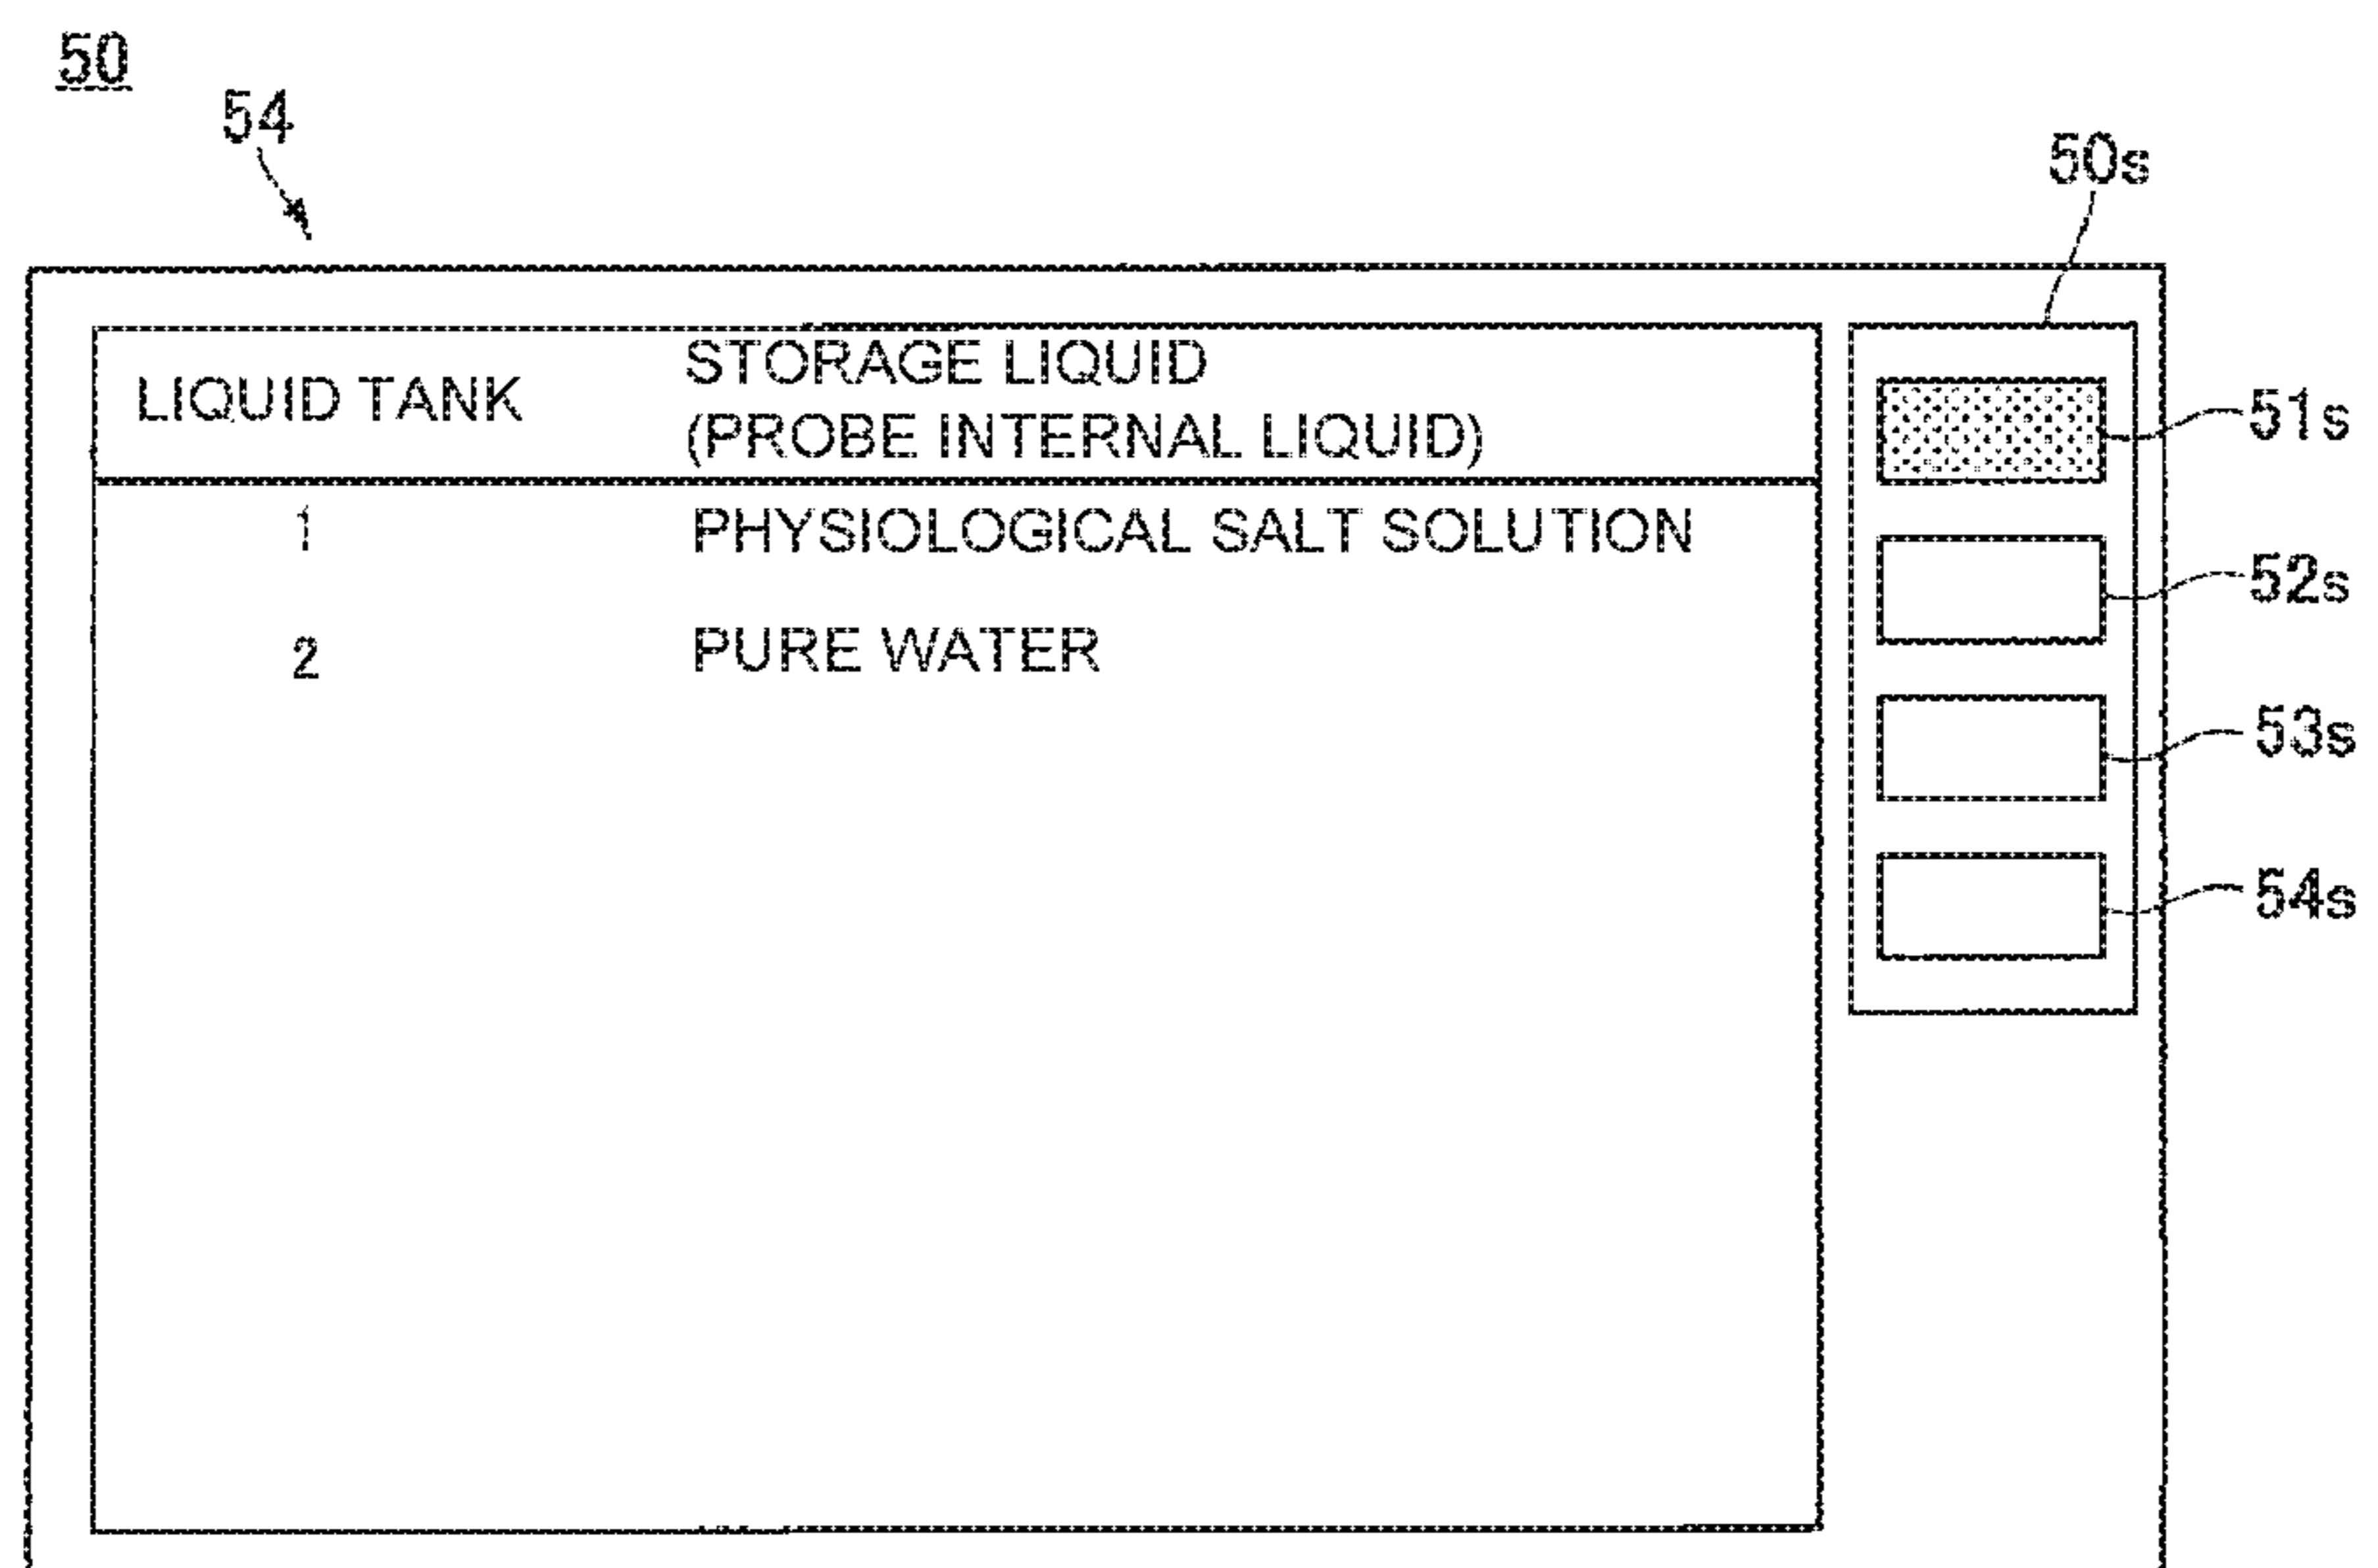 50
54
50s
LIQUID TANK
STORAGE LIQUID
(PROBE INTERNAL LIQUID)
51s
1 PHYSIOLOGICAL SALT SOLUTION
52s
2 PURE WATER
53s
54s